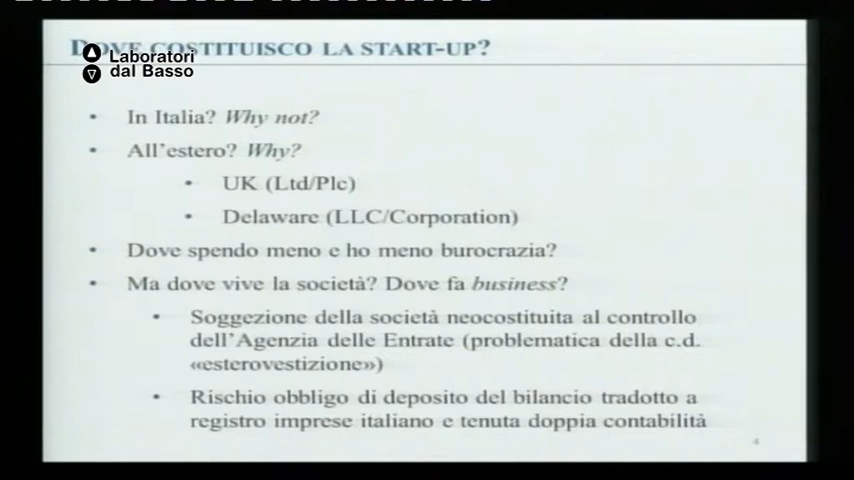 DOVE COSTITUISCO LA START-UP?
Laboratori
dal Basso
• In Italia? Why not?
• All'estero? Why?
• UK (Ltd/Plc)
• Delaware (LLC/Corporation)
• Dove spendo meno e ho meno burocrazia?
• Ma dove vive la società? Dove fa business?
• Soggezione della società neocostituita al controllo
dell'Agenzia delle Entrate (problematica della c.d.
«esterovestizione»)
• Rischio obbligo di deposito del bilancio tradotto a
registro imprese italiano e tenuta doppia contabilità
4